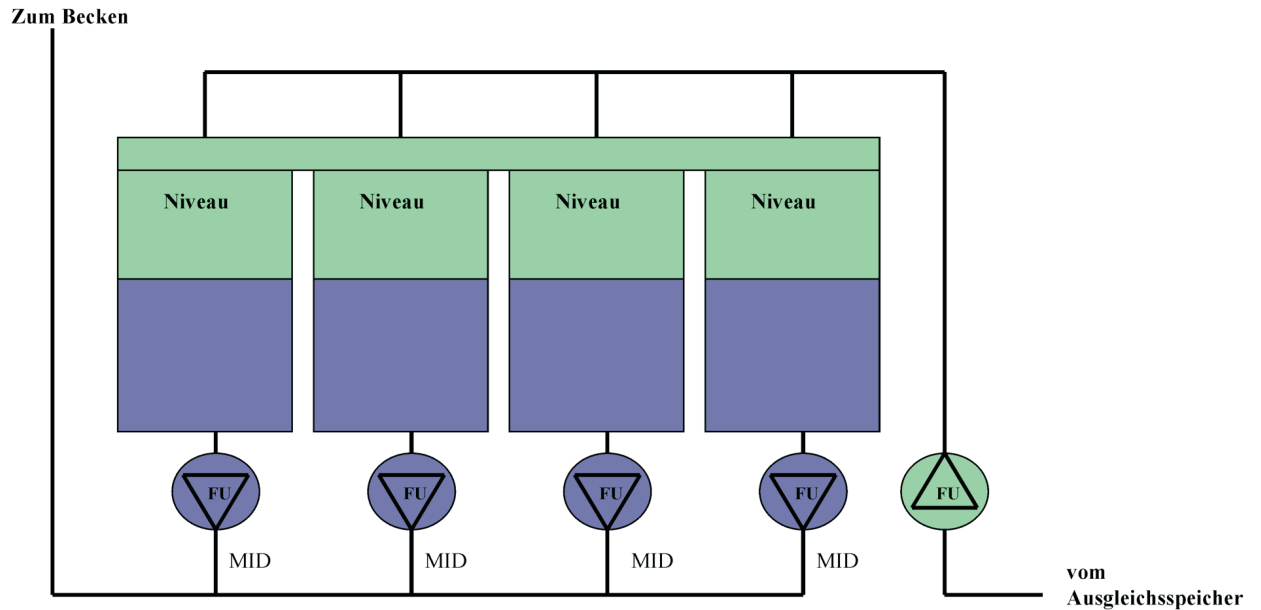 Zum Becken
Niveau Niveau Niveau Niveau
FU FU FU FU FU
MID MID MID MID
vom
Ausgleichsspeicher